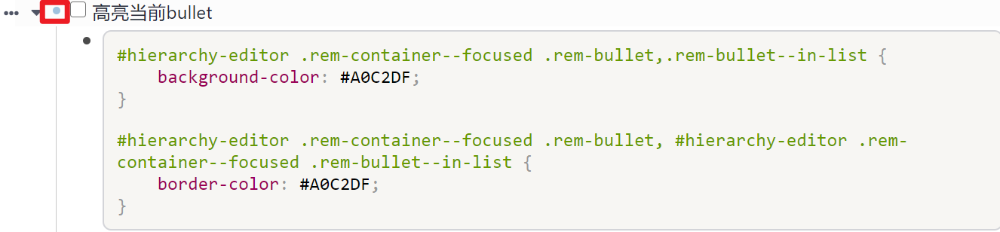 高亮当前bullet
#hierarchy-editor .rem-container--focused .rem-bullet,.rem-bullet--in-list {
    background-color: #A0C2DF;
}
#hierarchy-editor .rem-container--focused .rem-bullet, #hierarchy-editor .rem-
container--focused .rem-bullet--in-list {
    border-color: #A0C2DF;
}